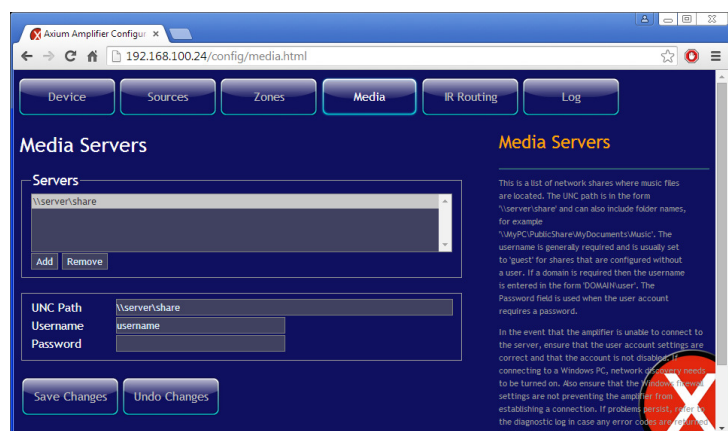 Axium Amplifier Configur
192.168.100.24/config/media.html
Device Sources Zones Media IR Routing Log
Media Servers
Servers
\\server\share
Add Remove
UNC Path \\server\share
Username username
Password
Save Changes Undo Changes
Media Servers
This is a list of network shares where music files
are located. The UNC path is in the form
'\\server\share' and can also include folder names,
for example
'\\MyPC\PublicShare\MyDocuments\Music'. The
username is generally required and is usually set
to 'guest' for shares that are configured without
a user. If a domain is required then the username
is entered in the form 'DOMAIN\user'. The
Password field is used when the user account
requires a password.
In the event that the amplifier is unable to connect to
the server, ensure that the user account settings are
correct and that the account is not disabled. If
connecting to a Windows PC, network discovery needs
to be turned on. Also ensure that the Windows firewall
settings are not preventing the amplifier from
establishing a connection. If problems persist, refer to
the diagnostic log in case any error codes are returned